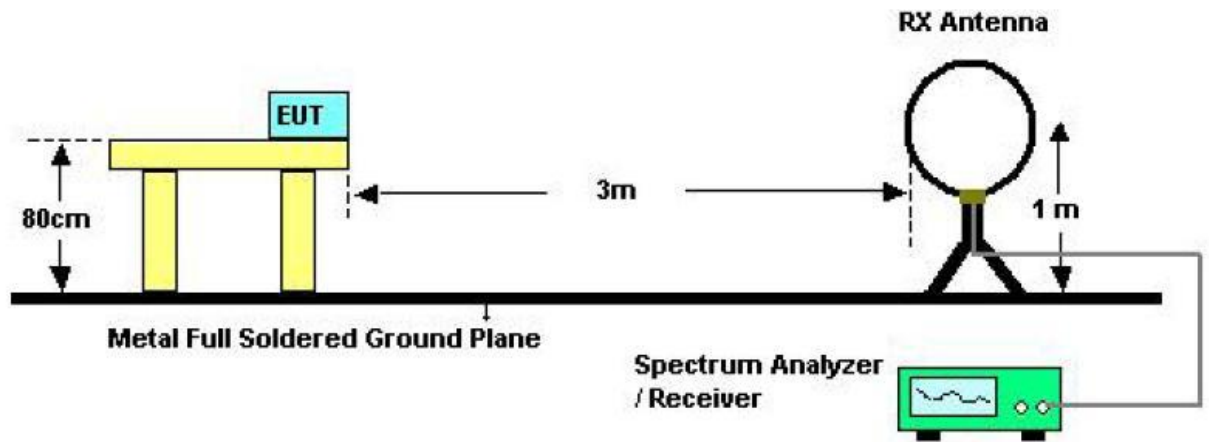 RX Antenna
EUT
80cm
3m
1 m
Metal Full Soldered Ground Plane
Spectrum Analyzer
/ Receiver